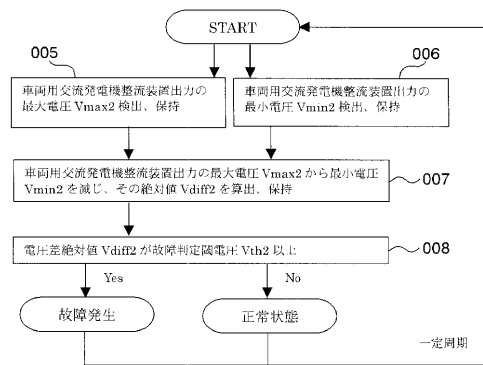 START
005
006
車両用交流発電機整流装置出力の
最大電圧 Vmax2 検出、保持
車両用交流発電機整流装置出力の
最小電圧 Vmin2 検出、保持
車両用交流発電機整流装置出力の最大電圧 Vmax2 から最小電圧
Vmin2 を減じ、その絶対値 Vdiff2 を算出、保持
007
電圧差絶対値 Vdiff2 が故障判定閾電圧 Vth2 以上
008
Yes
No
故障発生
正常状態
一定周期